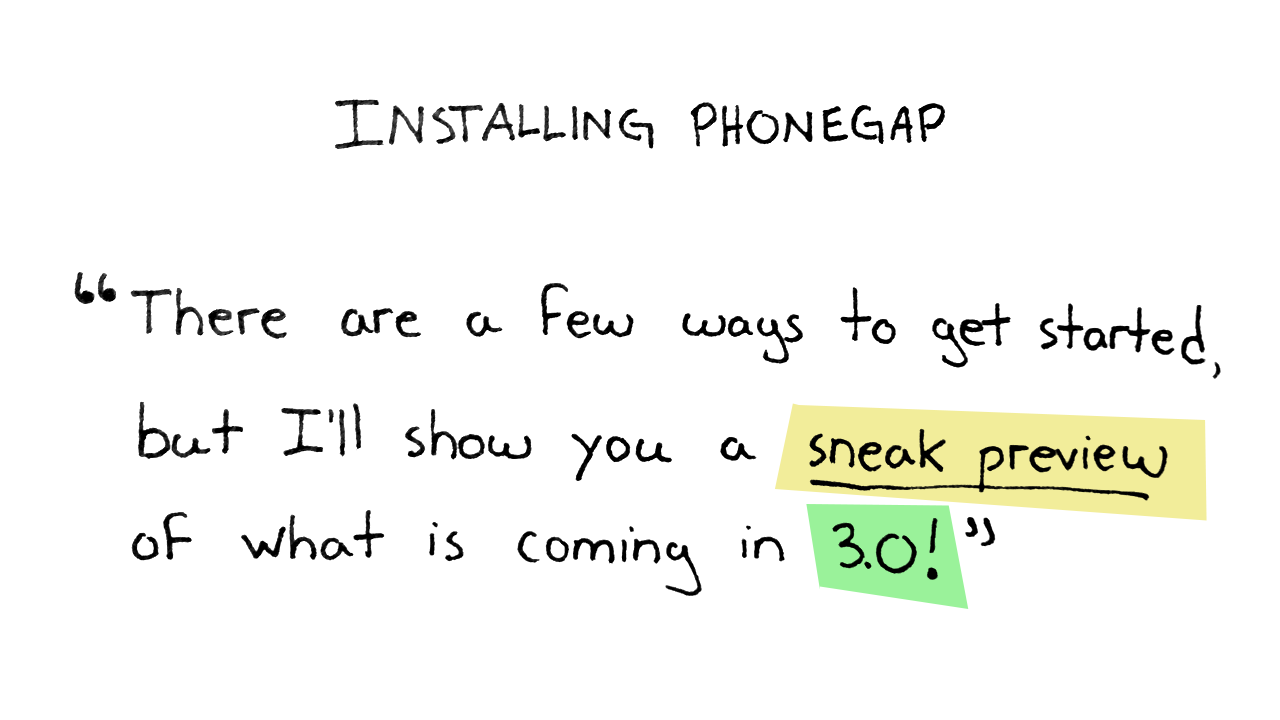 INSTALLING PHONEGAP
“There are a few ways to get started,
but I'll show you a sneak preview
of what is coming in 3.0!”